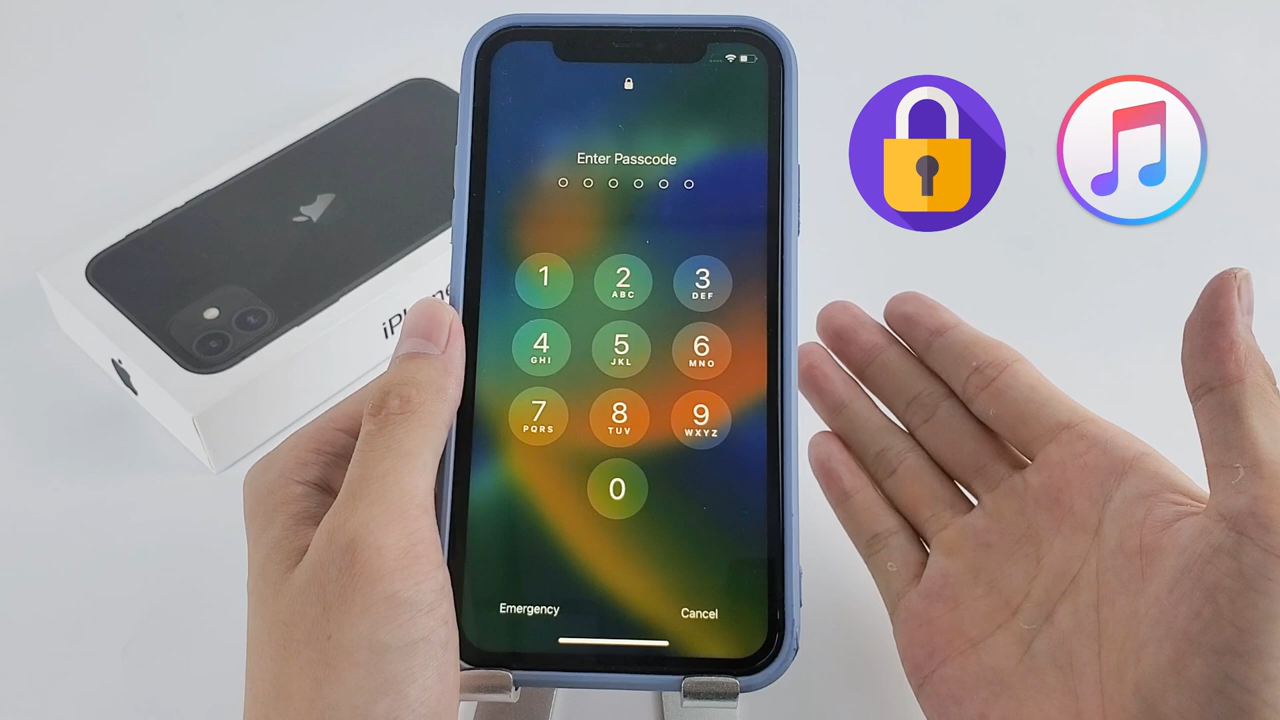 Enter Passcode
1
2
ABC
3
DEF
4
GHI
5
JKL
6
MNO
7
PQRS
8
TUV
9
WXYZ
0
Emergency
Cancel